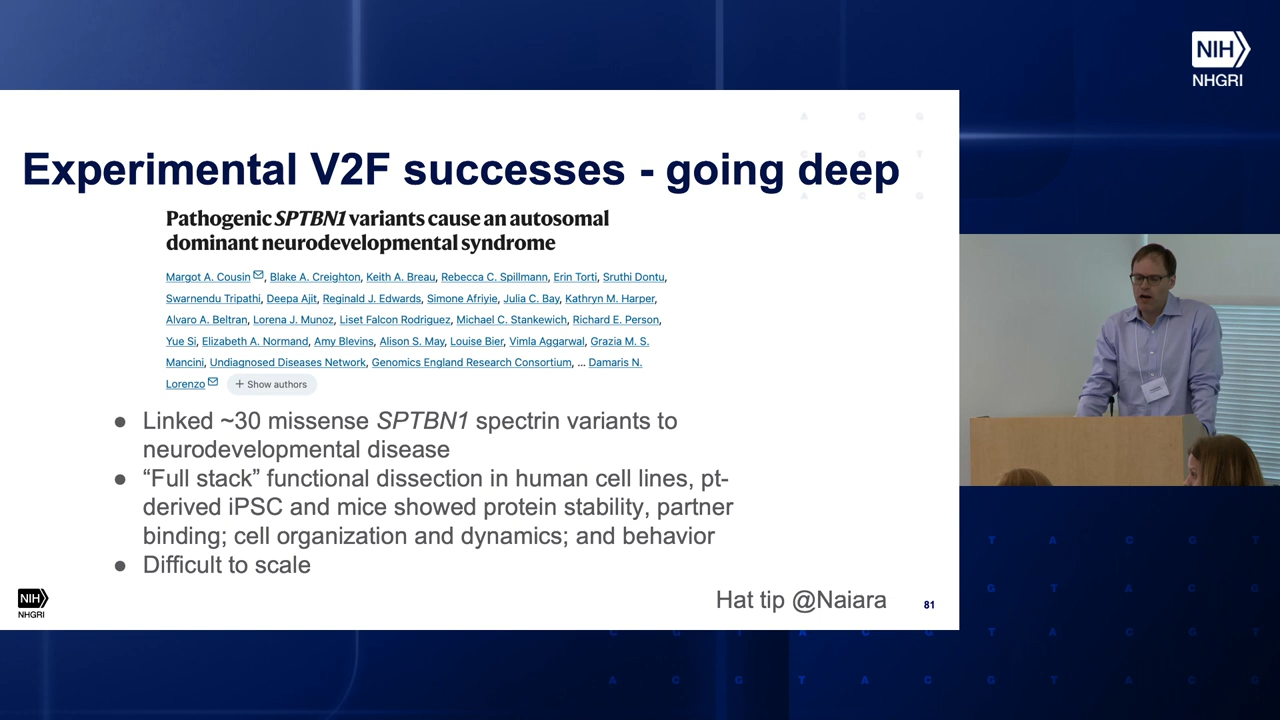 NIH
NHGRI
Experimental V2F successes - going deep
Pathogenic SPTBN1 variants cause an autosomal
dominant neurodevelopmental syndrome
Margot A. Cousin, Blake A. Creighton, Keith A. Breau, Rebecca C. Spillmann, Erin Torti, Sruthi Dontu,
Swarnendu Tripathi, Deepa Ajit, Reginald J. Edwards, Simone Afriyie, Julia C. Bay, Kathryn M. Harper,
Alvaro A. Beltran, Lorena J. Munoz, Liset Falcon Rodriguez, Michael C. Stankewich, Richard E. Person,
Yue Si, Elizabeth A. Normand, Amy Blevins, Alison S. May, Louise Bier, Vimla Aggarwal, Grazia M. S.
Mancini, Undiagnosed Diseases Network, Genomics England Research Consortium, ... Damaris N.
Lorenzo + Show authors
● Linked ~30 missense SPTBN1 spectrin variants to
neurodevelopmental disease
● “Full stack” functional dissection in human cell lines, pt-
derived iPSC and mice showed protein stability, partner
binding; cell organization and dynamics; and behavior
● Difficult to scale
Hat tip @Naiara
81
NIH
NHGRI